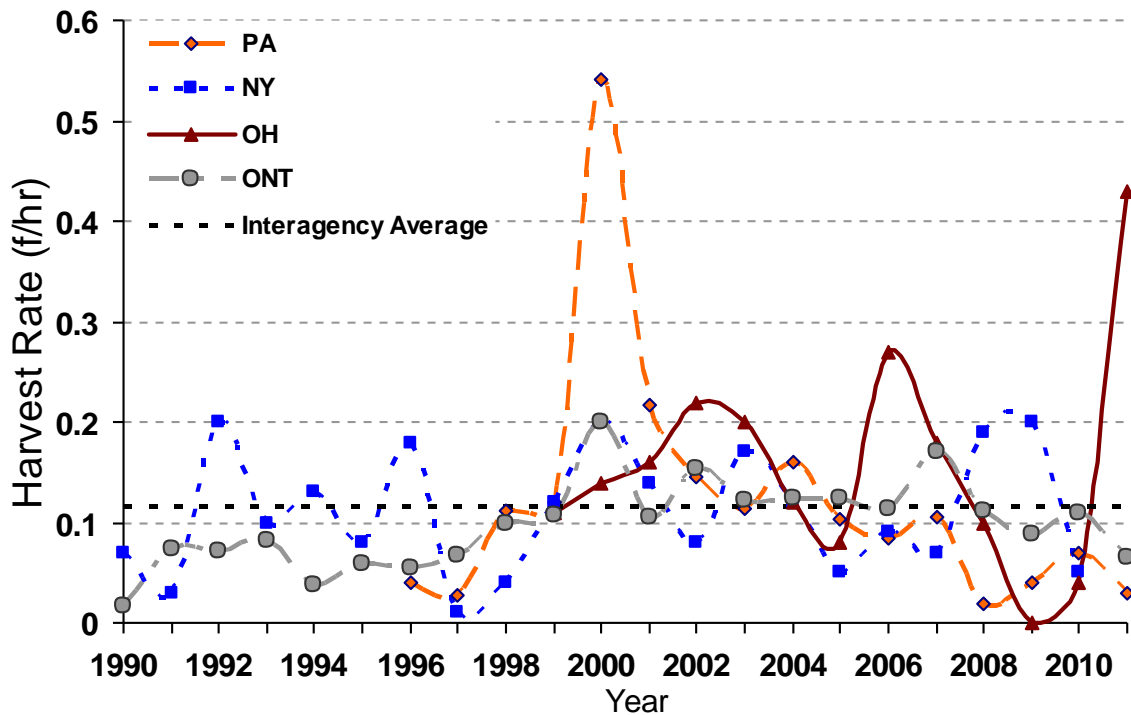 0.6
PA
NY
0.5
OH
ONT
0.4
Interagency Average
0.3
0.2
0.1
0
Harvest Rate (f/hr)
1990 1992 1994 1996 1998 2000 2002 2004 2006 2008 2010
Year